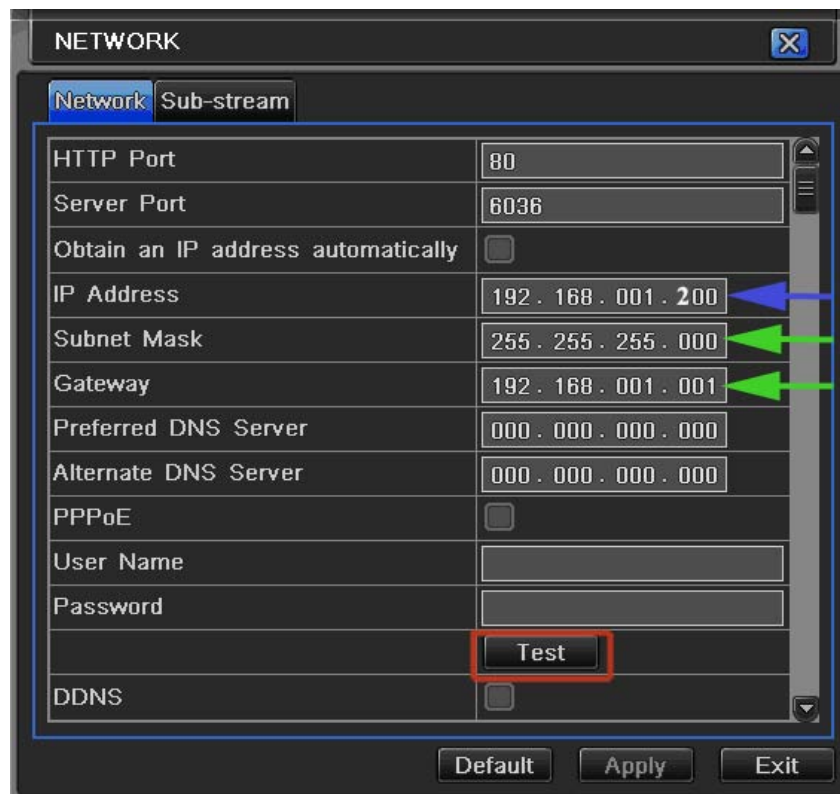 NETWORK
Network Sub-stream
HTTP Port 80
Server Port 6036
Obtain an IP address automatically
IP Address 192 . 168 . 001 . 200
Subnet Mask 255 . 255 . 255 . 000
Gateway 192 . 168 . 001 . 001
Preferred DNS Server 000 . 000 . 000 . 000
Alternate DNS Server 000 . 000 . 000 . 000
PPPoE
User Name
Password
Test
DDNS
Default Apply Exit